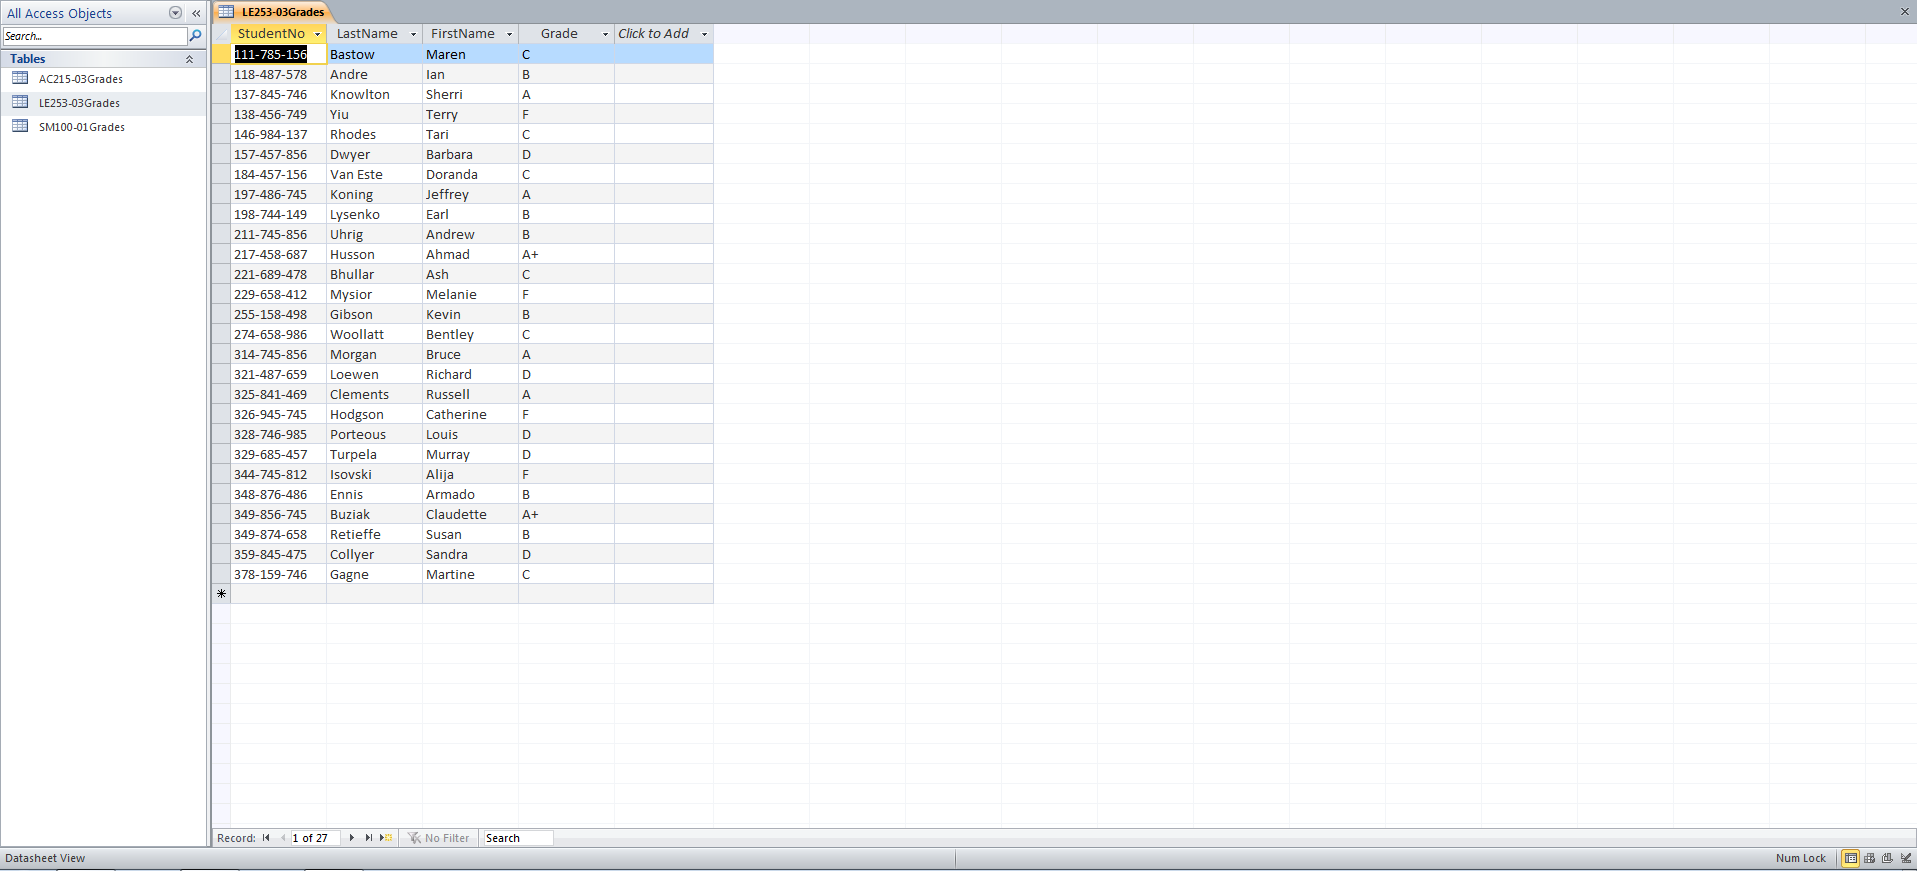 All Access Objects
Search...
Tables
AC215-03Grades
LE253-03Grades
SM100-01Grades
LE253-03Grades
StudentNo LastName FirstName Grade Click to Add
111-785-156 Bastow Maren C
118-487-578 Andre Ian B
137-845-746 Knowlton Sherri A
138-456-749 Yiu Terry F
146-984-137 Rhodes Tari C
157-457-856 Dwyer Barbara D
184-457-156 Van Este Doranda C
197-486-745 Koning Jeffrey A
198-744-149 Lysenko Earl B
211-745-856 Uhrig Andrew B
217-458-687 Husson Ahmad A+
221-689-478 Bhullar Ash C
229-658-412 Mysior Melanie F
255-158-498 Gibson Kevin B
274-658-986 Woollatt Bentley C
314-745-856 Morgan Bruce A
321-487-659 Loewen Richard D
325-841-469 Clements Russell A
326-945-745 Hodgson Catherine F
328-746-985 Porteous Louis D
329-685-457 Turpela Murray D
344-745-812 Isovski Alija F
348-876-486 Ennis Armado B
349-856-745 Buziak Claudette A+
349-874-658 Retieffe Susan B
359-845-475 Collyer Sandra D
378-159-746 Gagne Martine C
Record: 1 of 27 No Filter Search
Datasheet View Num Lock